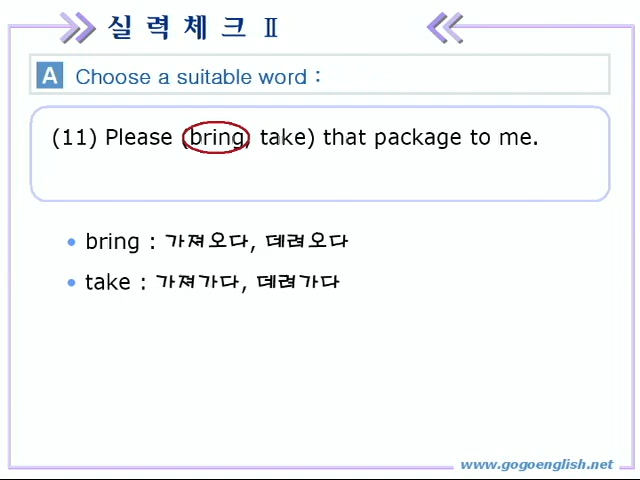 실력체크 Ⅱ
A Choose a suitable word :
(11) Please (bring, take) that package to me.
• bring : 가져오다, 데려오다
• take : 가져가다, 데려가다
www.gogoenglish.net